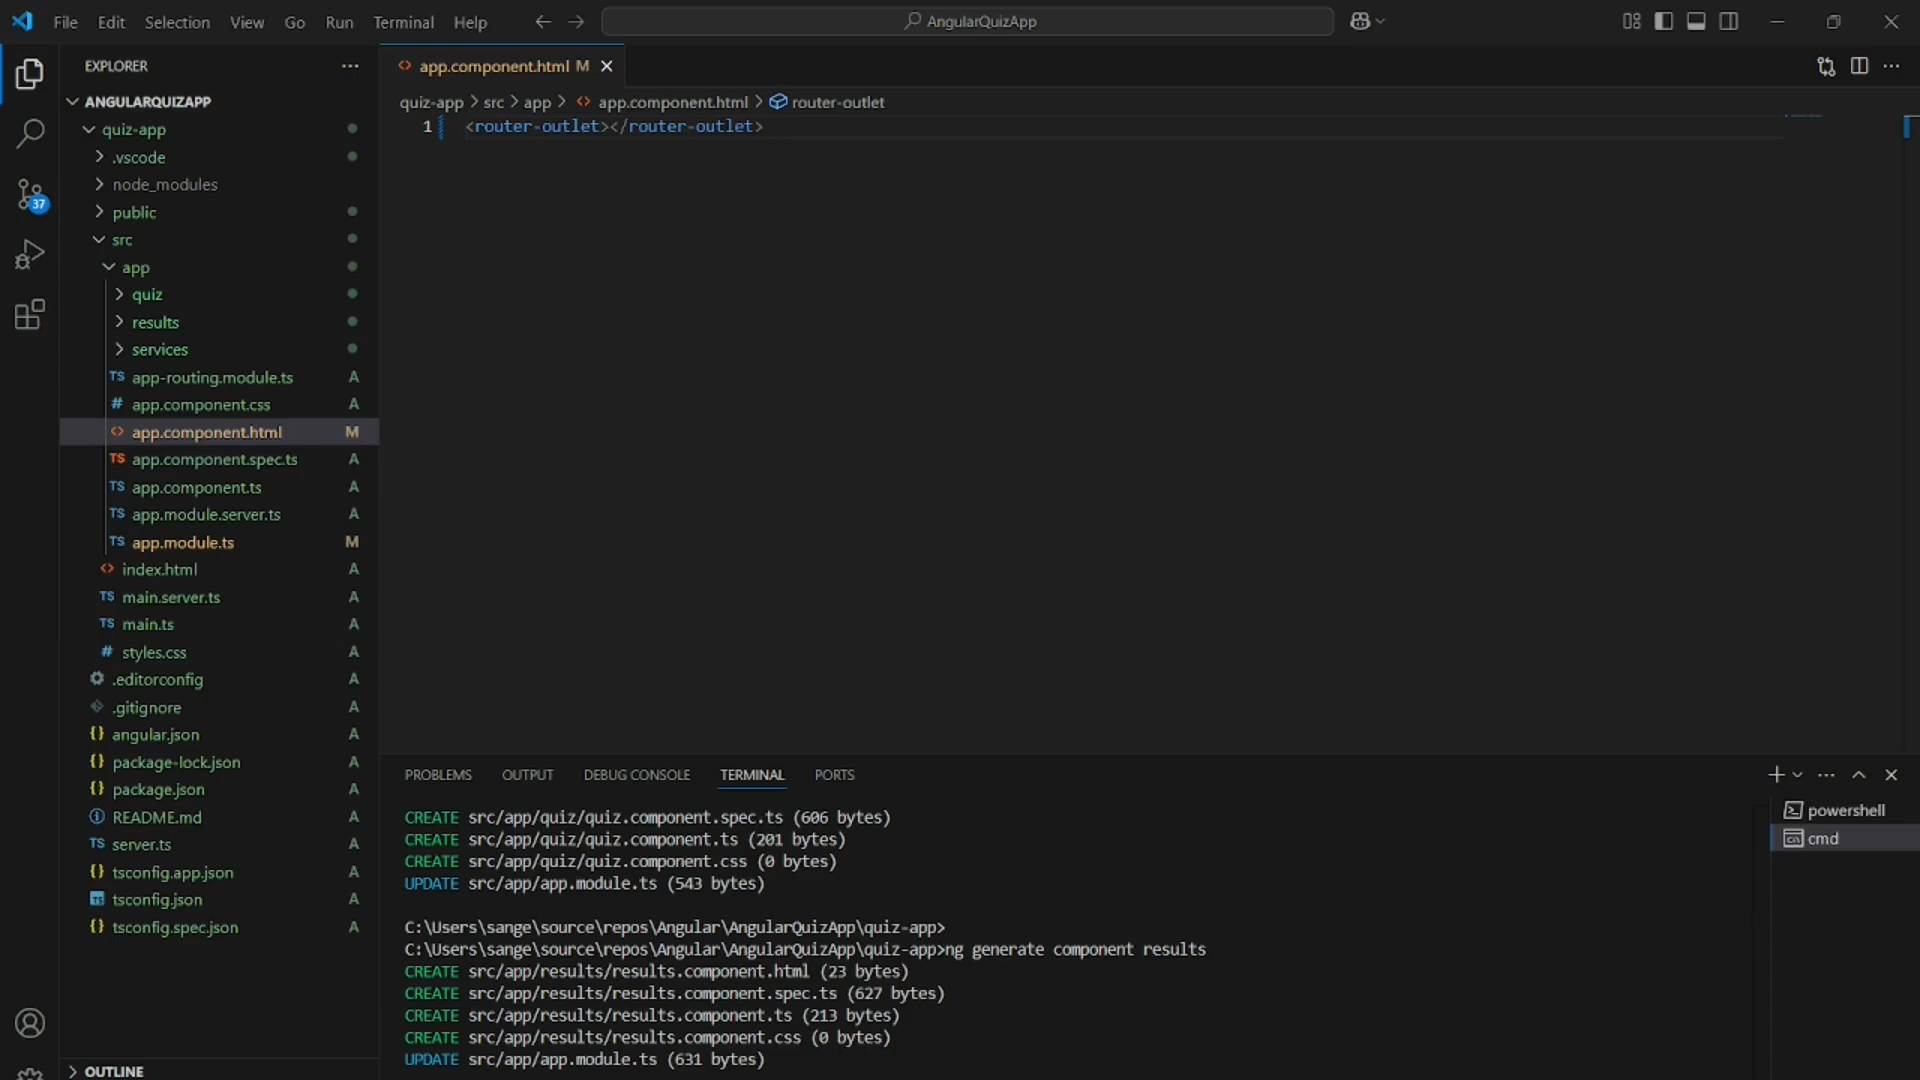 File Edit Selection View Go Run Terminal Help
AngularQuizApp
EXPLORER
ANGULARQUIZAPP
quiz-app
.vscode
node_modules
public
src
app
quiz
results
services
TS app-routing.module.ts A
# app.component.css A
<> app.component.html M
TS app.component.spec.ts A
TS app.component.ts A
TS app.module.server.ts A
TS app.module.ts M
<> index.html A
TS main.server.ts A
TS main.ts A
# styles.css A
.editorconfig A
.gitignore A
{} angular.json A
{} package-lock.json A
{} package.json A
README.md A
TS server.ts A
{} tsconfig.app.json A
TS tsconfig.json A
{} tsconfig.spec.json A
OUTLINE
37
<> app.component.html M
quiz-app > src > app > <> app.component.html > router-outlet
1 <router-outlet></router-outlet>
PROBLEMS OUTPUT DEBUG CONSOLE TERMINAL PORTS
CREATE src/app/quiz/quiz.component.spec.ts (606 bytes)
CREATE src/app/quiz/quiz.component.ts (201 bytes)
CREATE src/app/quiz/quiz.component.css (0 bytes)
UPDATE src/app/app.module.ts (543 bytes)
C:\Users\sange\source\repos\Angular\AngularQuizApp\quiz-app>
C:\Users\sange\source\repos\Angular\AngularQuizApp\quiz-app>ng generate component results
CREATE src/app/results/results.component.html (23 bytes)
CREATE src/app/results/results.component.spec.ts (627 bytes)
CREATE src/app/results/results.component.ts (213 bytes)
CREATE src/app/results/results.component.css (0 bytes)
UPDATE src/app/app.module.ts (631 bytes)
powershell
cmd